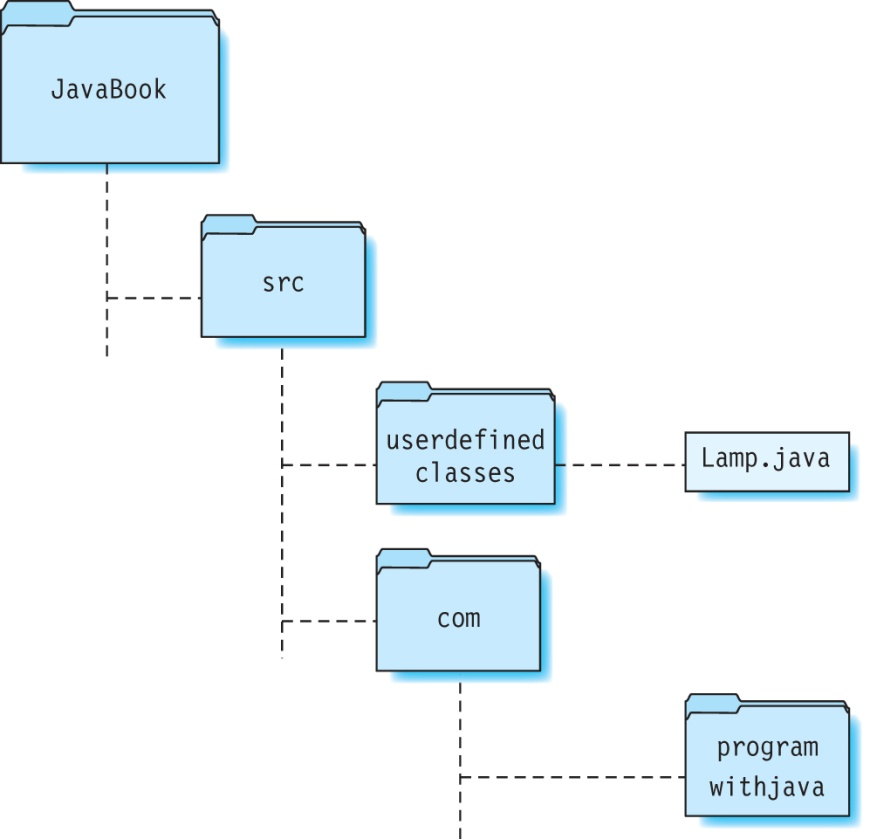 JavaBook
src
userdefined
classes
Lamp.java
com
program
withjava